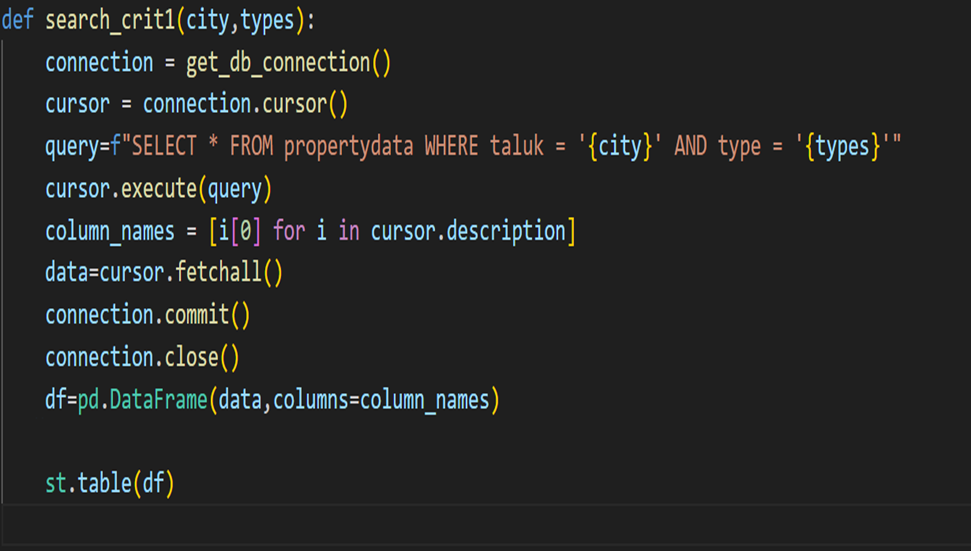 def search_crit1(city,types):
    connection = get_db_connection()
    cursor = connection.cursor()
    query=f"SELECT * FROM propertydata WHERE taluk = '{city}' AND type = '{types}'"
    cursor.execute(query)
    column_names = [i[0] for i in cursor.description]
    data=cursor.fetchall()
    connection.commit()
    connection.close()
    df=pd.DataFrame(data,columns=column_names)

    st.table(df)